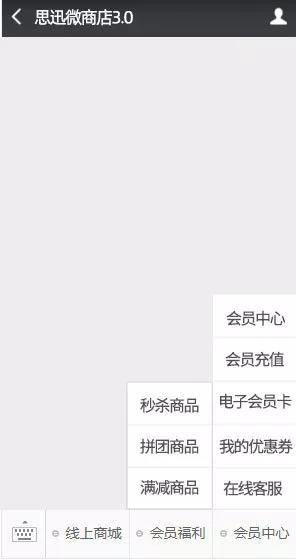 思迅微商店3.0
会员中心
会员充值
电子会员卡
我的优惠券
在线客服
秒杀商品
拼团商品
满减商品
线上商城
会员福利
会员中心